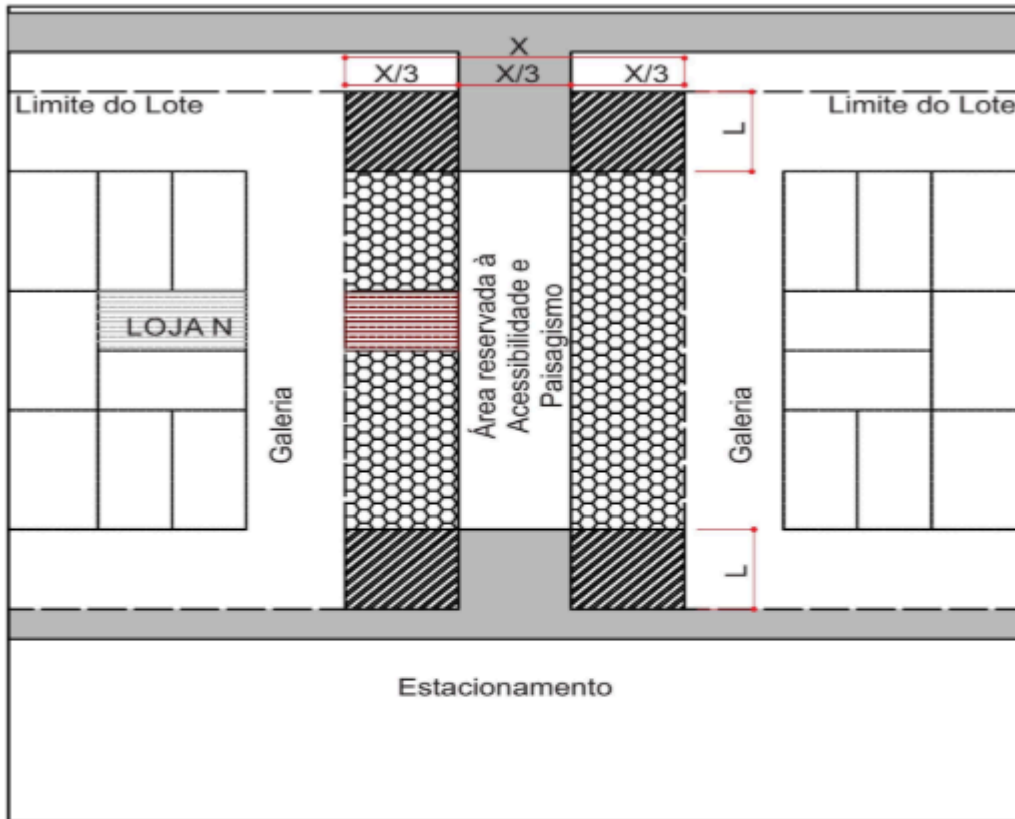 X
X/3
X/3
X/3
Limite do Lote
Limite do Lote
L
LOJA N
Galeria
Área reservada à
Acessibilidade e
Paisagismo
Galeria
L
Estacionamento